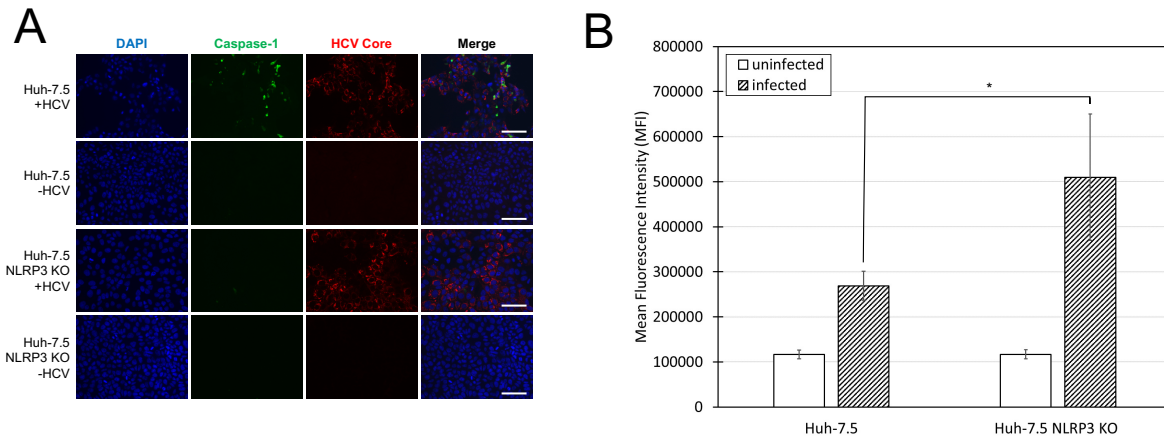 A
DAPI Caspase-1 HCV Core Merge
Huh-7.5
+HCV
Huh-7.5
-HCV
Huh-7.5
NLRP3 KO
+HCV
Huh-7.5
NLRP3 KO
-HCV
B
Mean Fluorescence Intensity (MFI)
800000
700000
600000
500000
400000
300000
200000
100000
0
uninfected
infected
*
Huh-7.5 Huh-7.5 NLRP3 KO